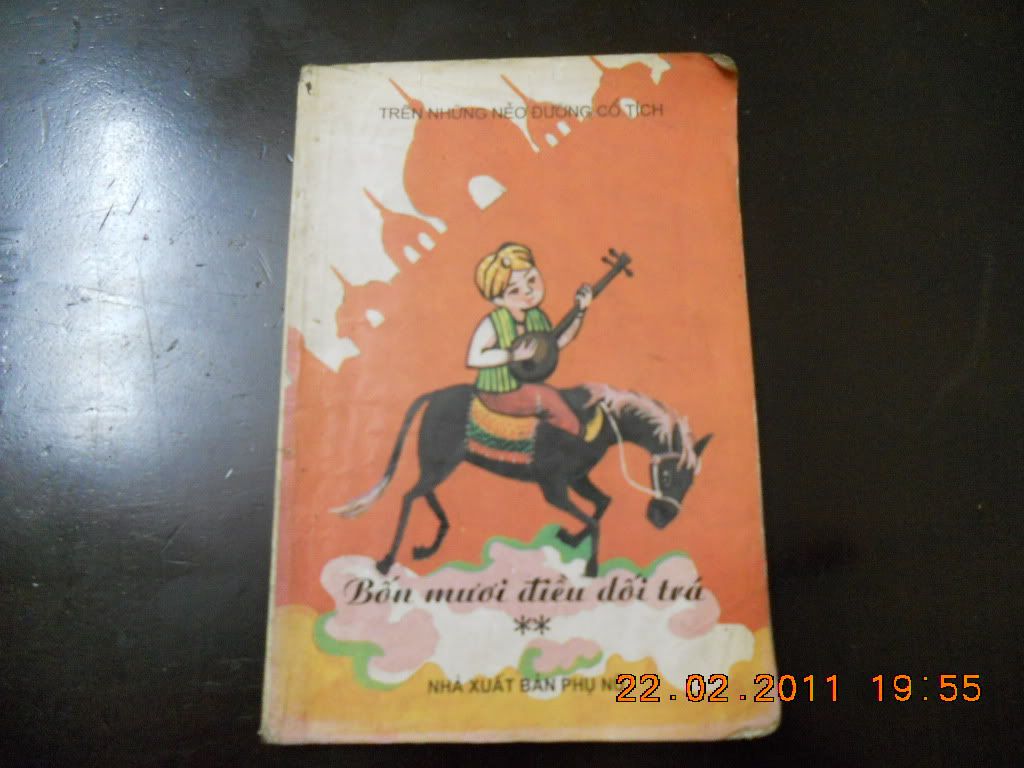 TRÊN NHỮNG NẺO ĐƯỜNG CỔ TÍCH
Bốn mươi điều dối trá
**
NHÀ XUẤT BẢN PHỤ N
22.02.2011 19:55